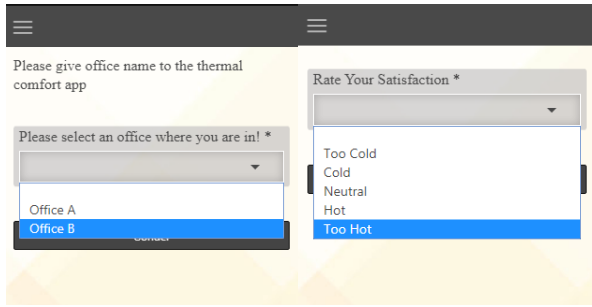 Please give office name to the thermal
comfort app
Please select an office where you are in! *
Office A
Office B
Rate Your Satisfaction *
Too Cold
Cold
Neutral
Hot
Too Hot